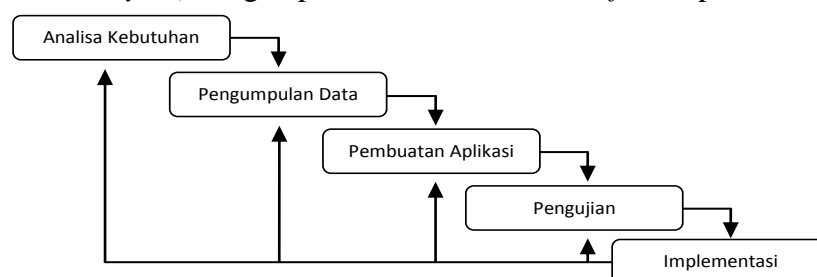 Analisa Kebutuhan
Pengumpulan Data
Pembuatan Aplikasi
Pengujian
Implementasi